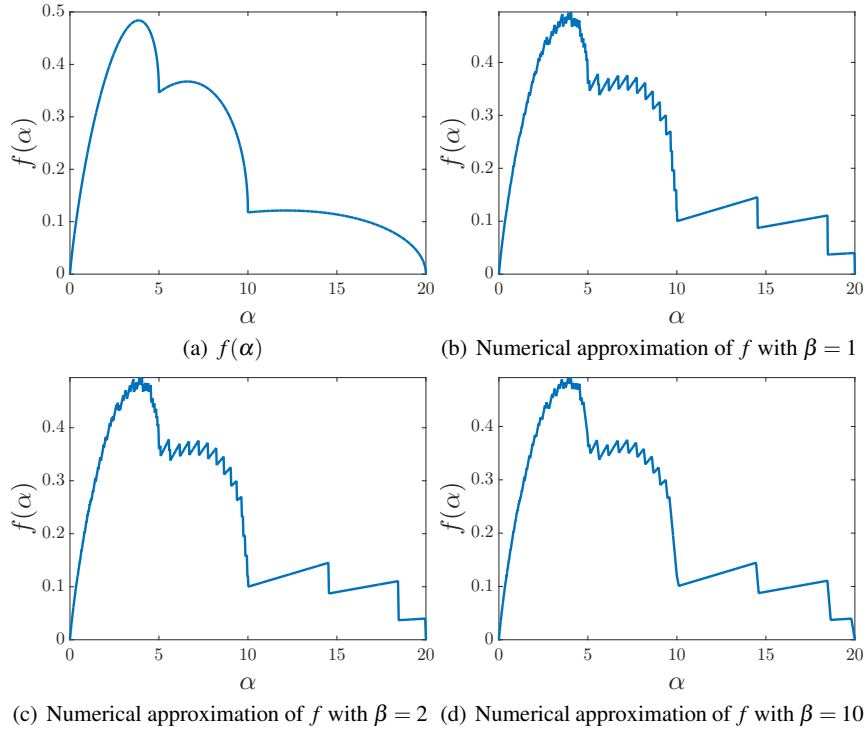 0.5
0.4
0.3
0.2
0.1
0
f(α)
0 5 10 15 20
α
(a) f(α)
0.4
0.3
0.2
0.1
0
f(α)
0 5 10 15 20
α
(b) Numerical approximation of f with β = 1
0.4
0.3
0.2
0.1
0
f(α)
0 5 10 15 20
α
(c) Numerical approximation of f with β = 2
0.4
0.3
0.2
0.1
0
f(α)
0 5 10 15 20
α
(d) Numerical approximation of f with β = 10